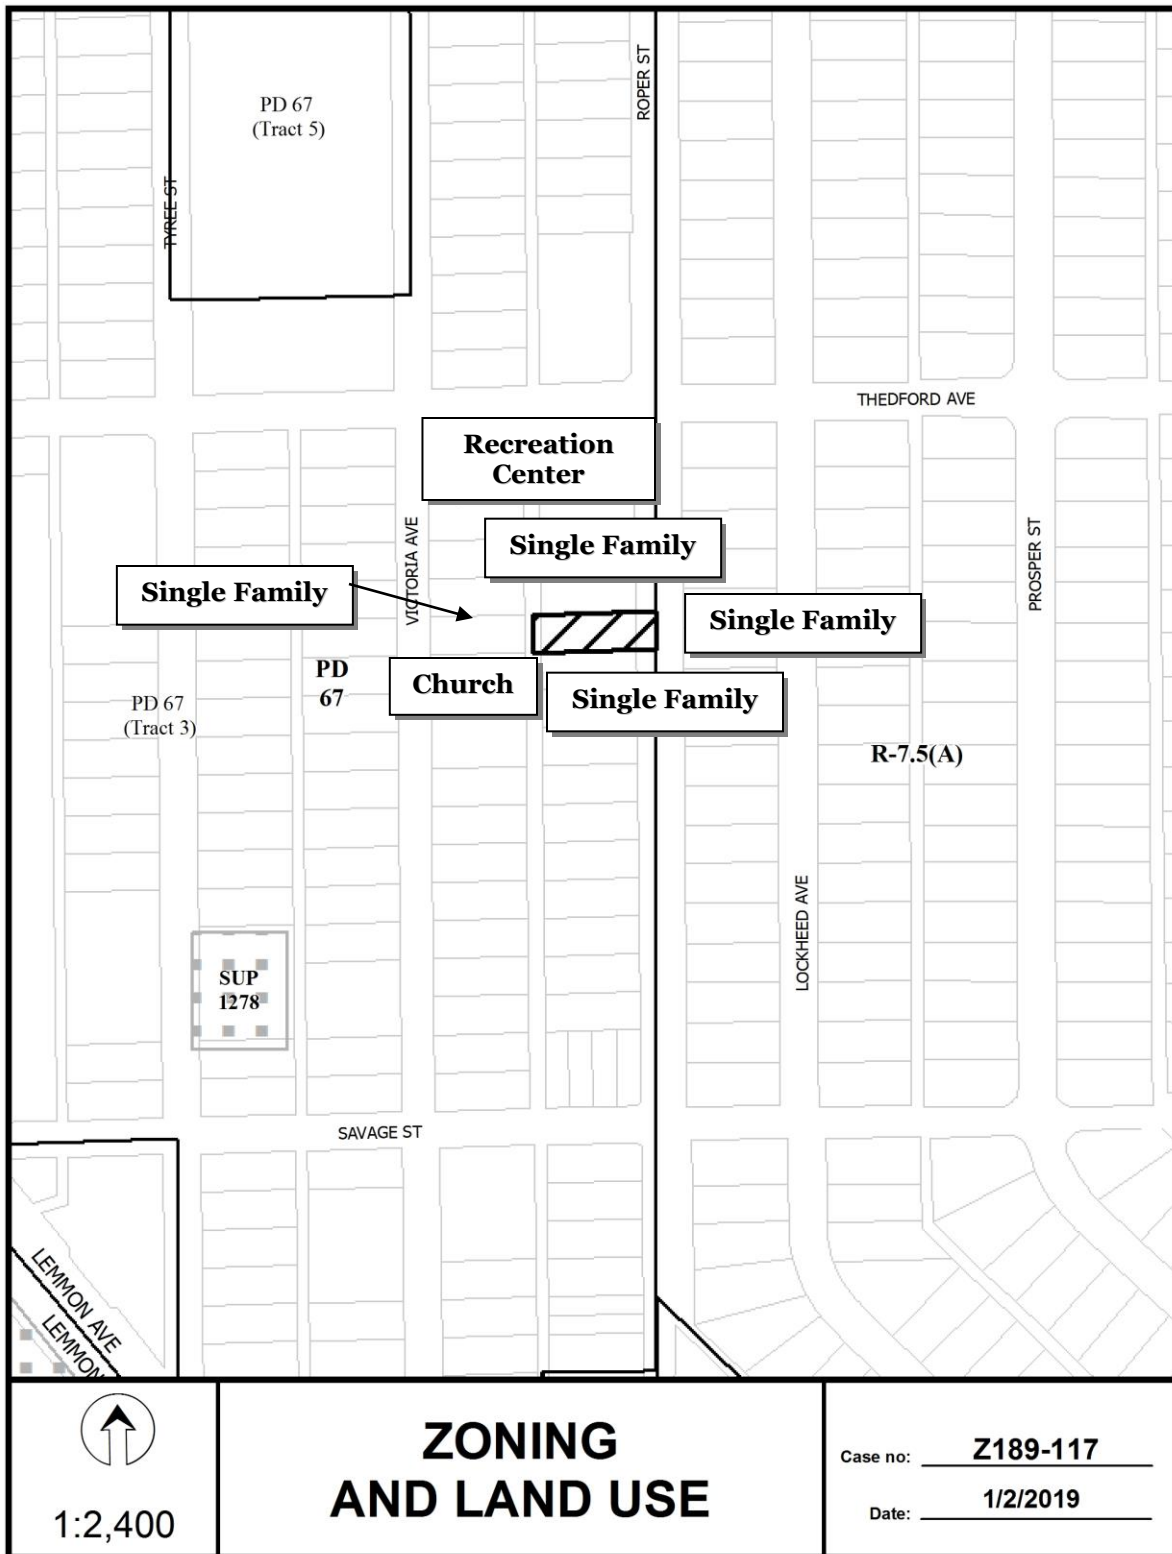 PD 67
(Tract 5)
ROPER ST
TYREE ST
THEDFORD AVE
Recreation
Center
VICTORIA AVE
Single Family
PROSPER ST
Single Family
Single Family
PD
67
Church
Single Family
PD 67
(Tract 3)
R-7.5(A)
LOCKHEED AVE
SUP
1278
SAVAGE ST
LEMMON AVE
LEMMON
1:2,400
ZONING
AND LAND USE
Case no: Z189-117
Date: 1/2/2019